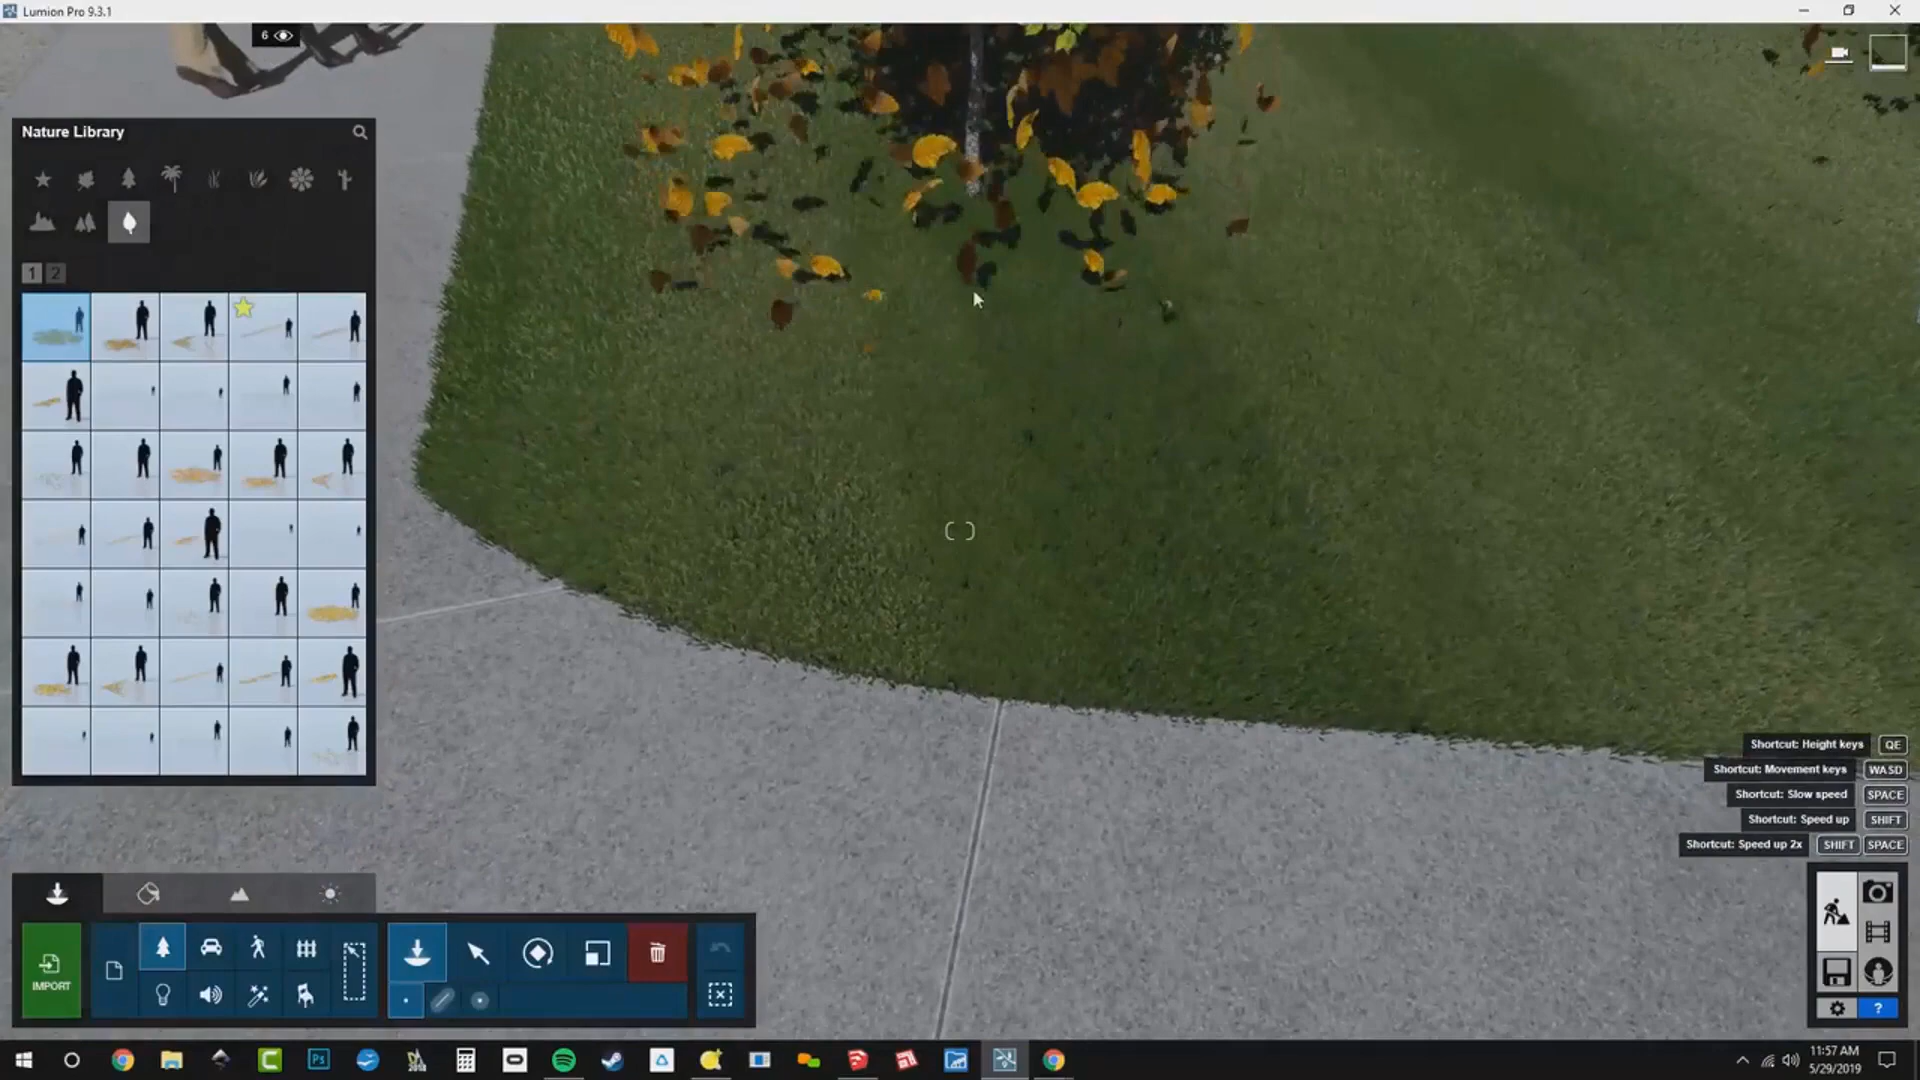 Lumion Pro 9.3.1
6
Nature Library
1 2
Shortcut: Height keys QE
Shortcut: Movement keys WASD
Shortcut: Slow speed SPACE
Shortcut: Speed up SHIFT
Shortcut: Speed up 2x SHIFT SPACE
IMPORT
?
Ps
11:57 AM
5/29/2019